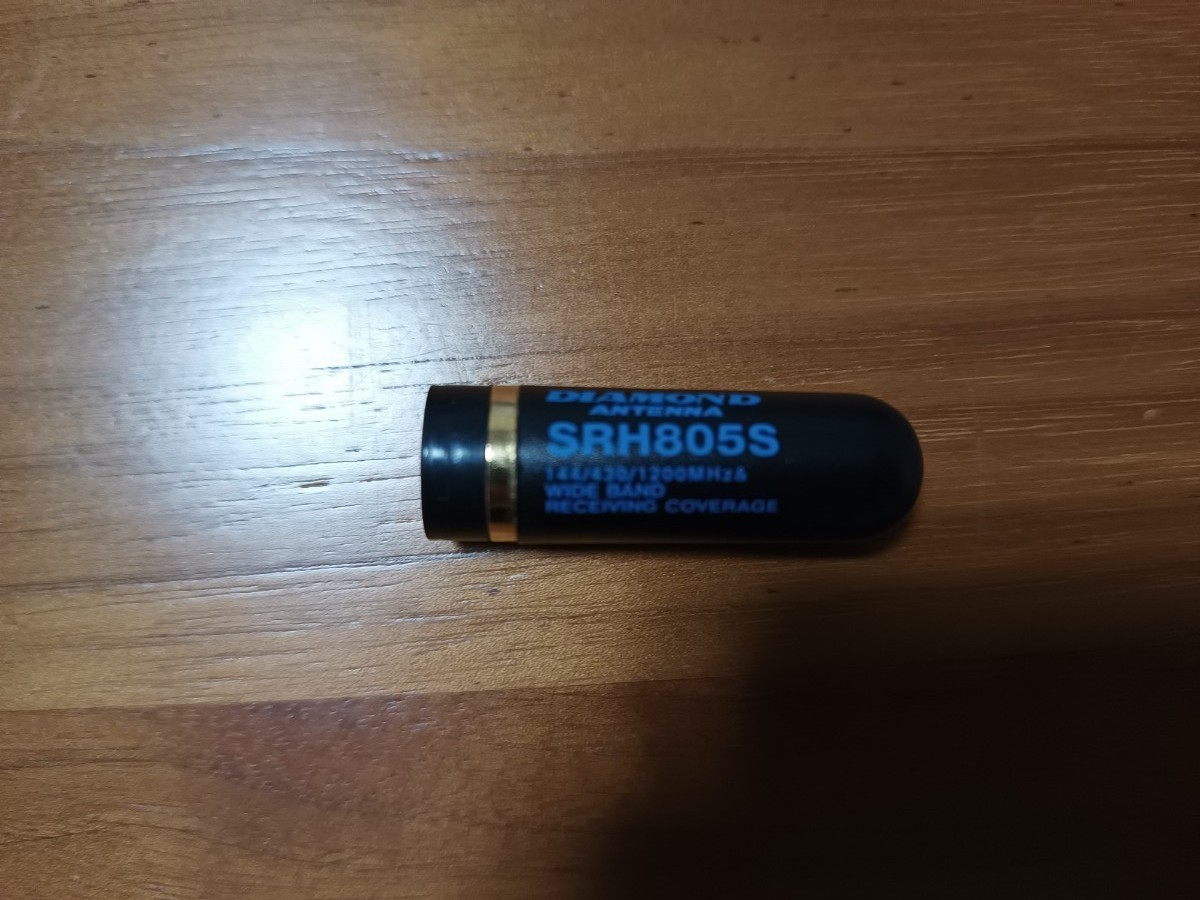 DIAMOND
ANTENNA
SRH805S
144/430/1200MHz&
WIDE BAND
RECEIVING COVERAGE